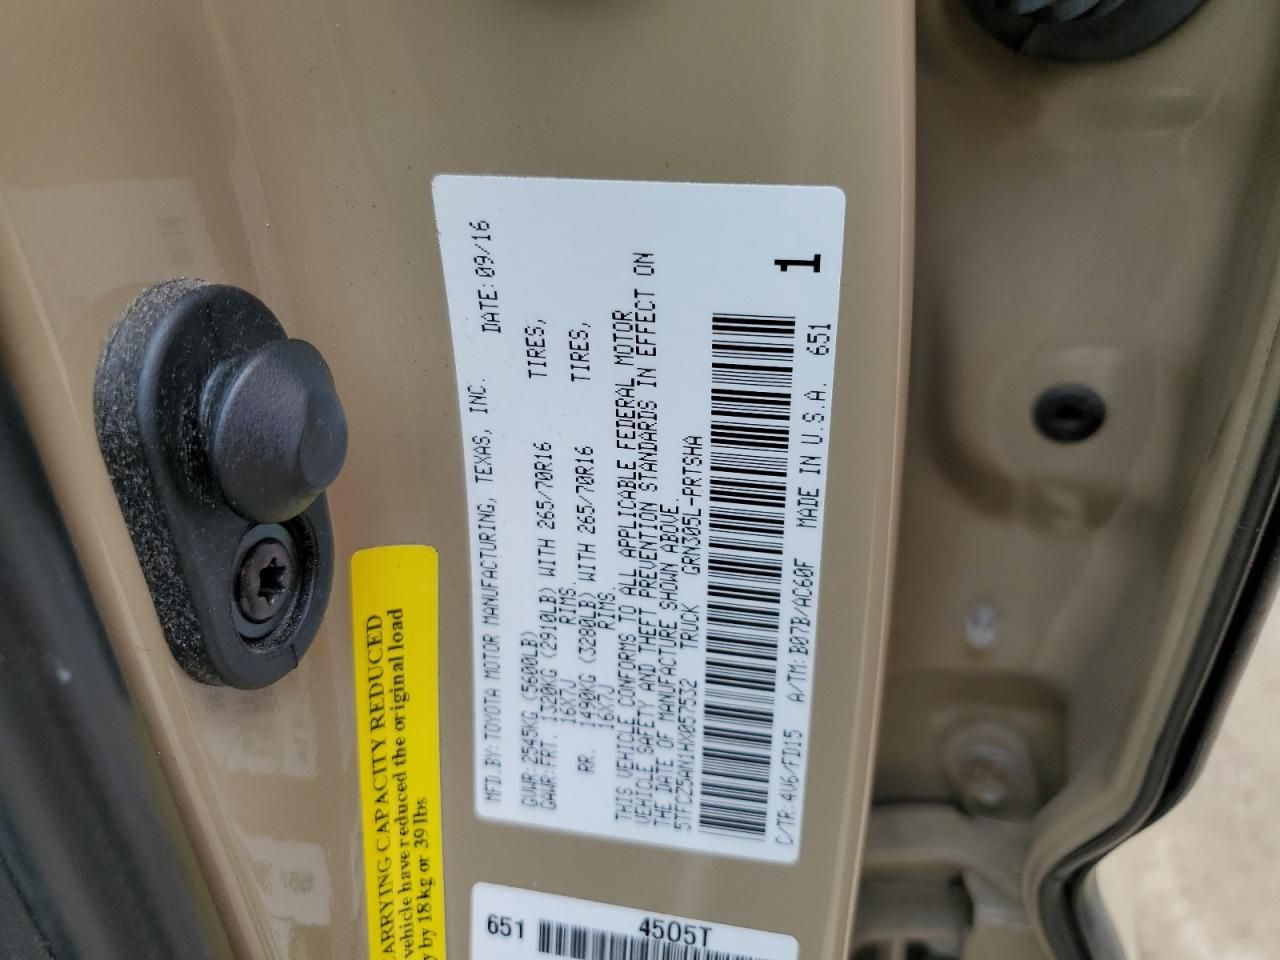 MFD.BY:TOYOTA MOTOR MANUFACTURING, TEXAS, INC. DATE:09/16
GVWR:2545KG (5600LB)
GAWR:FRT. 1320KG (2910LB) WITH 265/70R16 TIRES,
16X7J RIMS.
RR. 1490KG (3280LB) WITH 265/70R16 TIRES,
16X7J RIMS.
THIS VEHICLE CONFORMS TO ALL APPLICABLE FEDERAL MOTOR
VEHICLE SAFETY AND THEFT PREVENTION STANDARDS IN EFFECT ON
THE DATE OF MANUFACTURE SHOWN ABOVE
5TFCZ5AN1HX057532 TRUCK GRN305L-PRTSHA
1
C/TR:4V6/FD15 A/TM:B07B/AC60F MADE IN U.S.A. 651
CARRYING CAPACITY REDUCED
vehicle have reduced the original load
by 18 kg or 39 lbs
651 4505T